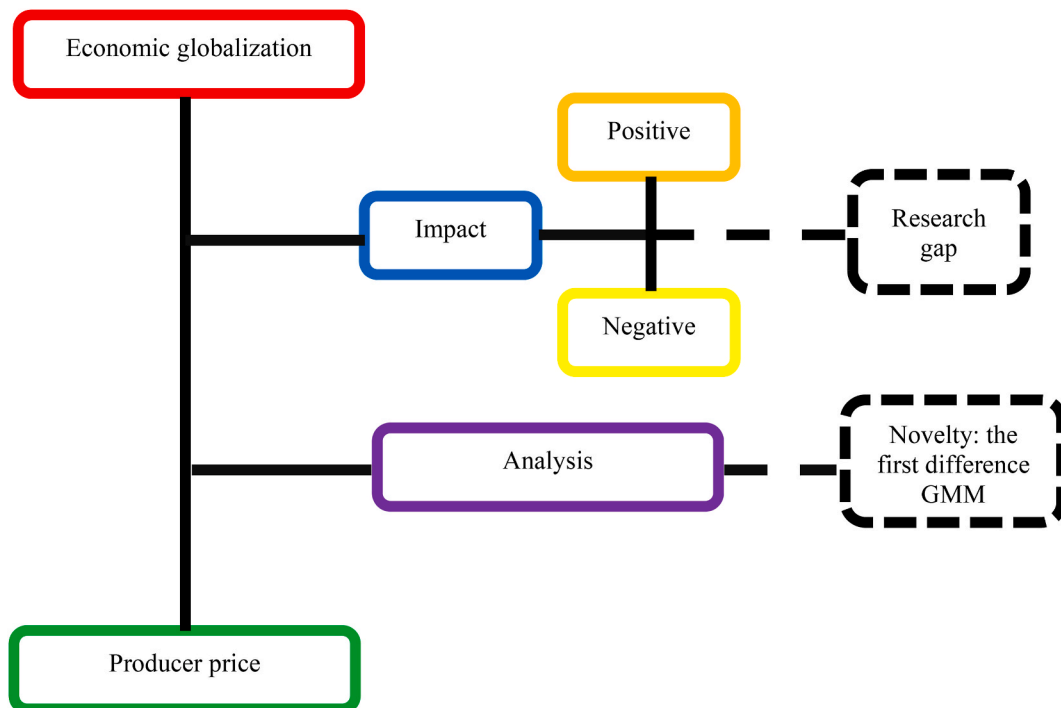 Economic globalization
Positive
Impact
Research
gap
Negative
Analysis
Novelty: the
first difference
GMM
Producer price